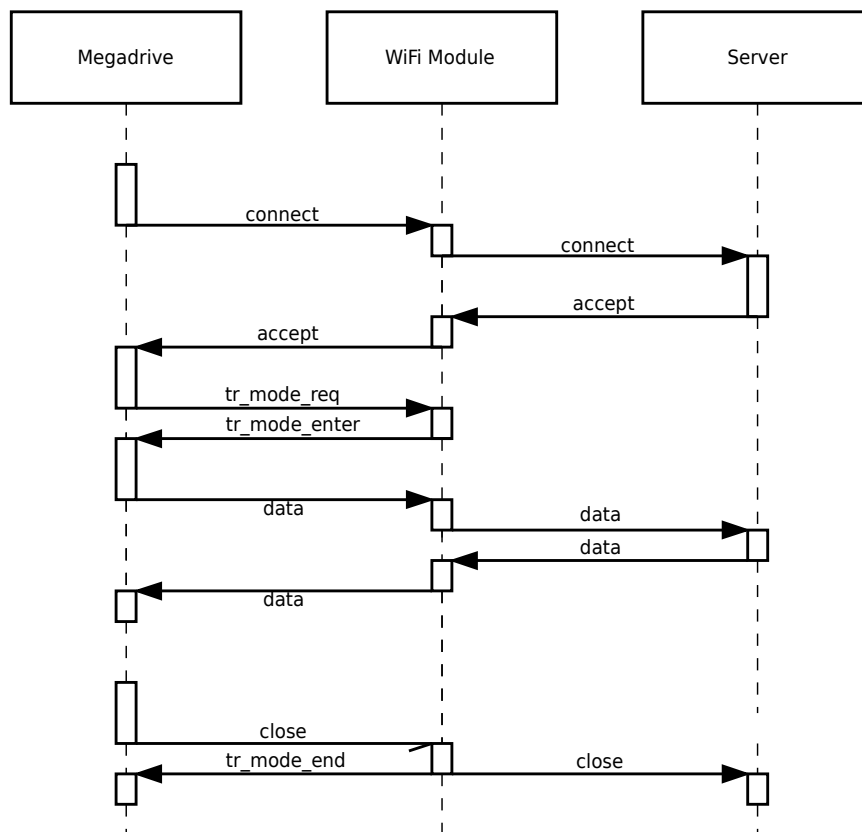 Megadrive
WiFi Module
Server
connect
connect
accept
accept
tr_mode_req
tr_mode_enter
data
data
data
data
close
tr_mode_end
close